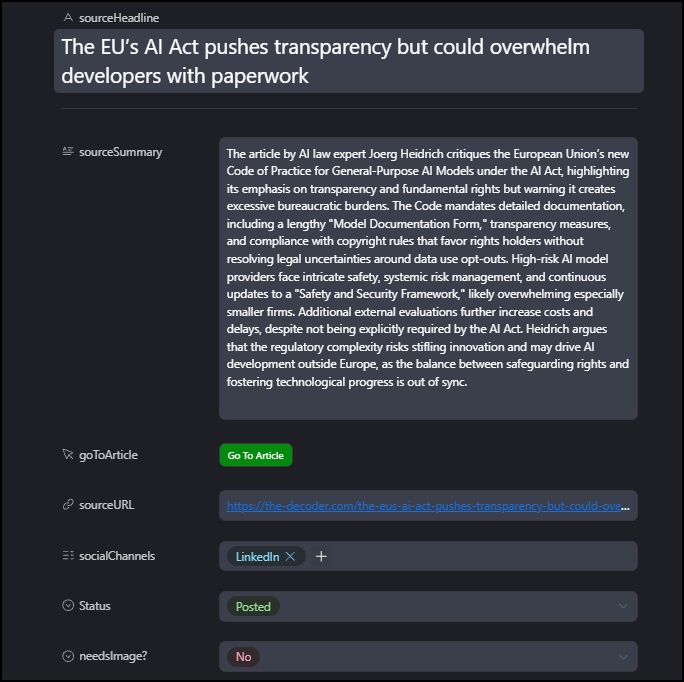 sourceHeadline
The EU’s AI Act pushes transparency but could overwhelm
developers with paperwork
sourceSummary
The article by AI law expert Joerg Heidrich critiques the European Union’s new
Code of Practice for General-Purpose AI Models under the AI Act, highlighting
its emphasis on transparency and fundamental rights but warning it creates
excessive bureaucratic burdens. The Code mandates detailed documentation,
including a lengthy "Model Documentation Form," transparency measures,
and compliance with copyright rules that favor rights holders without
resolving legal uncertainties around data use opt-outs. High-risk AI model
providers face intricate safety, systemic risk management, and continuous
updates to a "Safety and Security Framework," likely overwhelming especially
smaller firms. Additional external evaluations further increase costs and
delays, despite not being explicitly required by the AI Act. Heidrich argues
that the regulatory complexity risks stifling innovation and may drive AI
development outside Europe, as the balance between safeguarding rights and
fostering technological progress is out of sync.
goToArticle
Go To Article
sourceURL
https://the-decoder.com/the-eus-ai-act-pushes-transparency-but-could-ove...
socialChannels
LinkedIn
Status
Posted
needsImage?
No